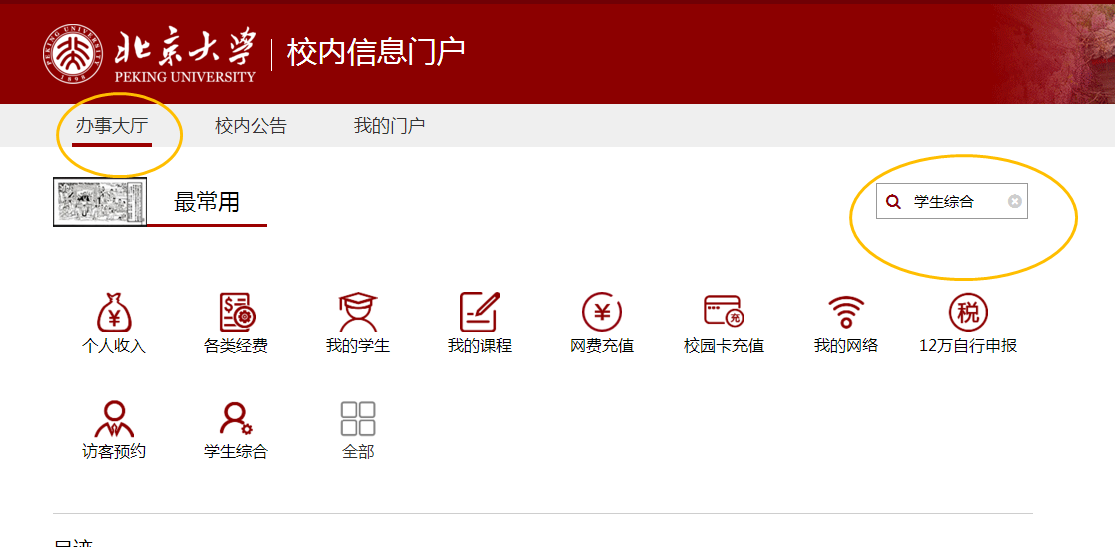 北京大学
PEKING UNIVERSITY
PEKING UNIVERSITY
1898
校内信息门户
办事大厅 校内公告 我的门户
最常用
学生综合
个人收入 各类经费 我的学生 我的课程 网费充值 校园卡充值 我的网络 12万自行申报
充
税
访客预约 学生综合 全部
足迹